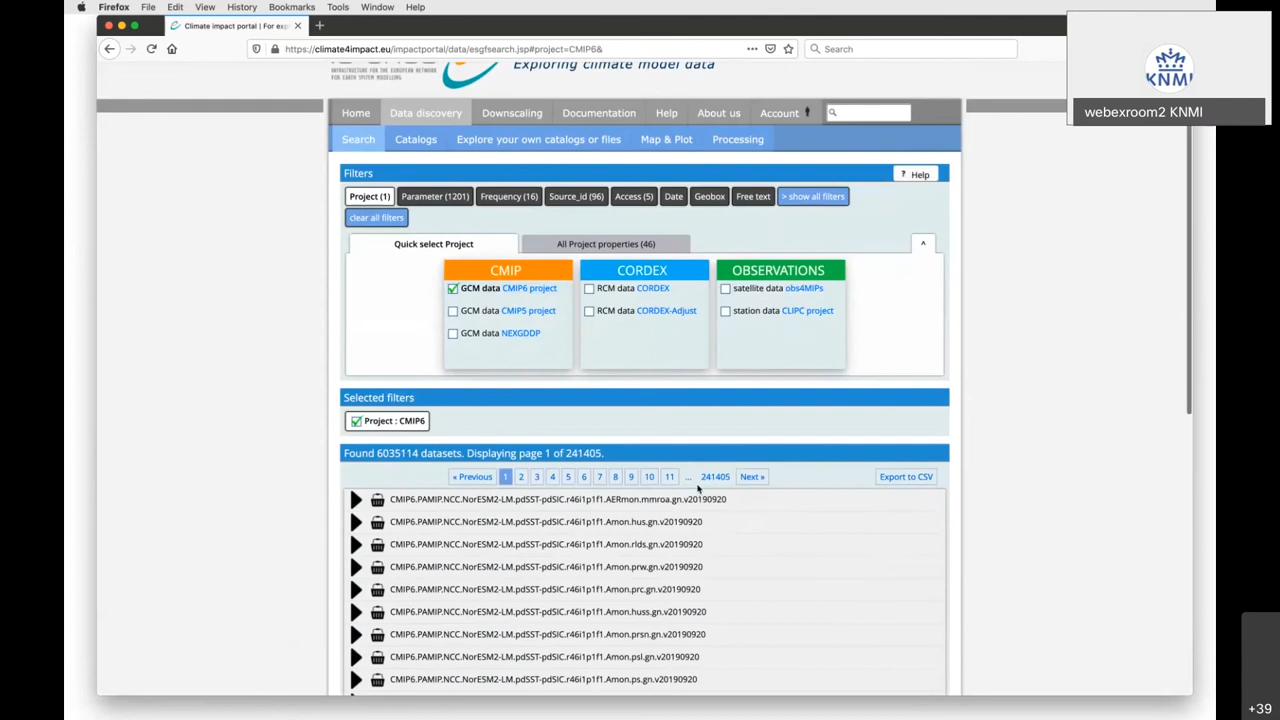 Firefox File Edit View History Bookmarks Tools Window Help
Climate impact portal | For exp
https://climate4impact.eu/impactportal/data/esgfsearch.jsp#project=CMIP6&
Search
KNMI
webexroom2 KNMI
INFRASTRUCTURE FOR THE EUROPEAN NETWORK
FOR EARTH SYSTEM MODELLING
Exploring climate model data
Home Data discovery Downscaling Documentation Help About us Account
Search Catalogs Explore your own catalogs or files Map & Plot Processing
Filters
? Help
Project (1) Parameter (1201) Frequency (16) Source_id (96) Access (5) Date Geobox Free text > show all filters
clear all filters
Quick select Project All Project properties (46) ^
CMIP CORDEX OBSERVATIONS
GCM data CMIP6 project RCM data CORDEX satellite data obs4MIPs
GCM data CMIP5 project RCM data CORDEX-Adjust station data CLIPC project
GCM data NEXGDDP
Selected filters
Project : CMIP6
Found 6035114 datasets. Displaying page 1 of 241405.
« Previous 1 2 3 4 5 6 7 8 9 10 11 ... 241405 Next » Export to CSV
CMIP6.PAMIP.NCC.NorESM2-LM.pdSST-pdSIC.r46i1p1f1.AERmon.mmroa.gn.v20190920
CMIP6.PAMIP.NCC.NorESM2-LM.pdSST-pdSIC.r46i1p1f1.Amon.hus.gn.v20190920
CMIP6.PAMIP.NCC.NorESM2-LM.pdSST-pdSIC.r46i1p1f1.Amon.rlds.gn.v20190920
CMIP6.PAMIP.NCC.NorESM2-LM.pdSST-pdSIC.r46i1p1f1.Amon.prw.gn.v20190920
CMIP6.PAMIP.NCC.NorESM2-LM.pdSST-pdSIC.r46i1p1f1.Amon.prc.gn.v20190920
CMIP6.PAMIP.NCC.NorESM2-LM.pdSST-pdSIC.r46i1p1f1.Amon.huss.gn.v20190920
CMIP6.PAMIP.NCC.NorESM2-LM.pdSST-pdSIC.r46i1p1f1.Amon.prsn.gn.v20190920
CMIP6.PAMIP.NCC.NorESM2-LM.pdSST-pdSIC.r46i1p1f1.Amon.psl.gn.v20190920
CMIP6.PAMIP.NCC.NorESM2-LM.pdSST-pdSIC.r46i1p1f1.Amon.ps.gn.v20190920
+39